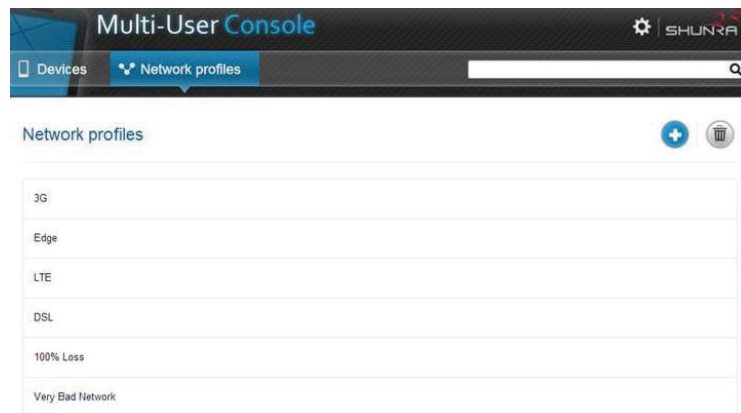 Multi-User Console
SHUNRA
Devices
Network profiles
Network profiles
3G
Edge
LTE
DSL
100% Loss
Very Bad Network